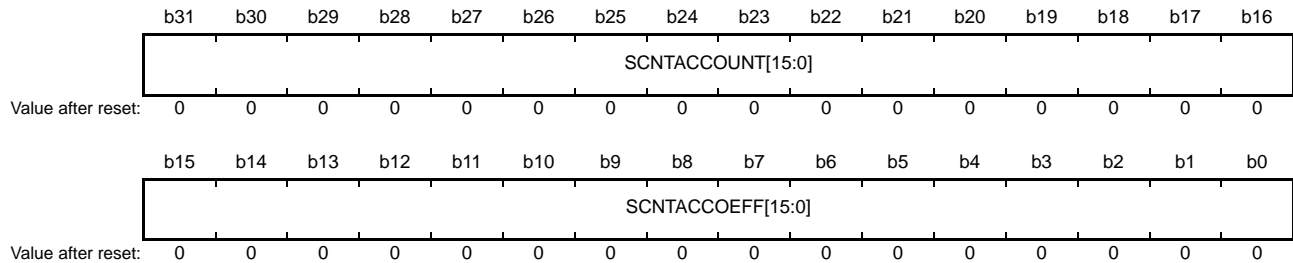 b31 b30 b29 b28 b27 b26 b25 b24 b23 b22 b21 b20 b19 b18 b17 b16
SCNTACCOUNT[15:0]
Value after reset: 0 0 0 0 0 0 0 0 0 0 0 0 0 0 0 0
b15 b14 b13 b12 b11 b10 b9 b8 b7 b6 b5 b4 b3 b2 b1 b0
SCNTACCOEFF[15:0]
Value after reset: 0 0 0 0 0 0 0 0 0 0 0 0 0 0 0 0